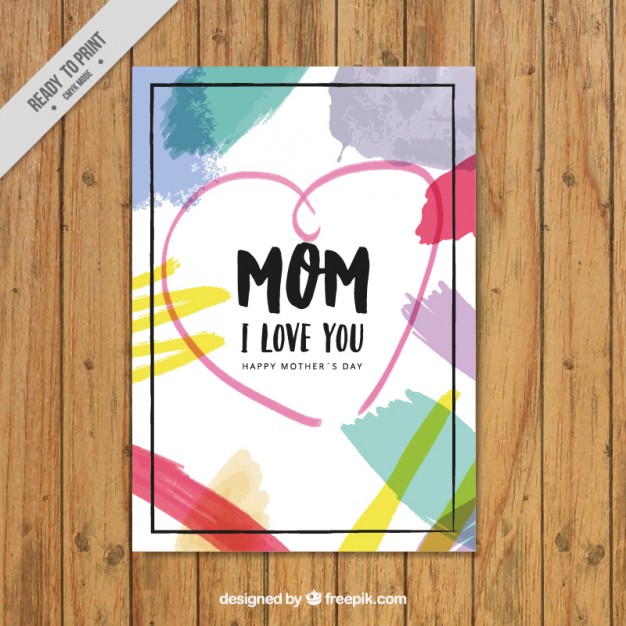 READY TO PRINT
CMYK MODE
MOM
I LOVE YOU
HAPPY MOTHER´S DAY
designed by freepik.com